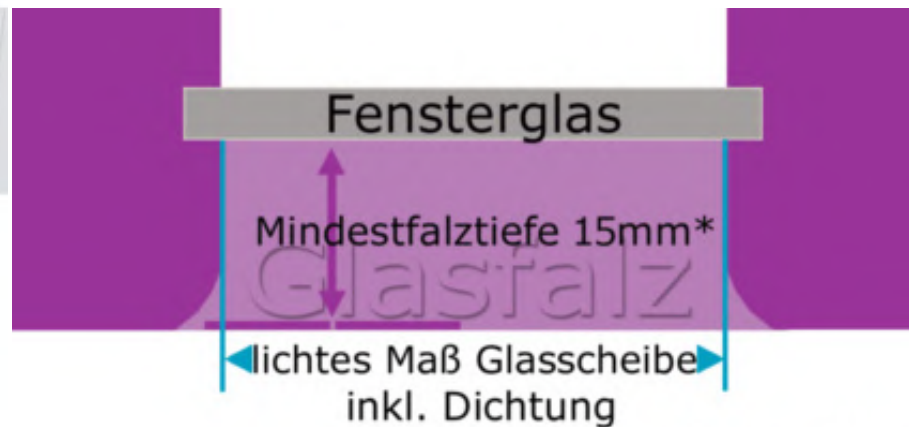 Fensterglas
Mindestfalztiefe 15mm*
Glasfalz
lichtes Maß Glasscheibe
inkl. Dichtung